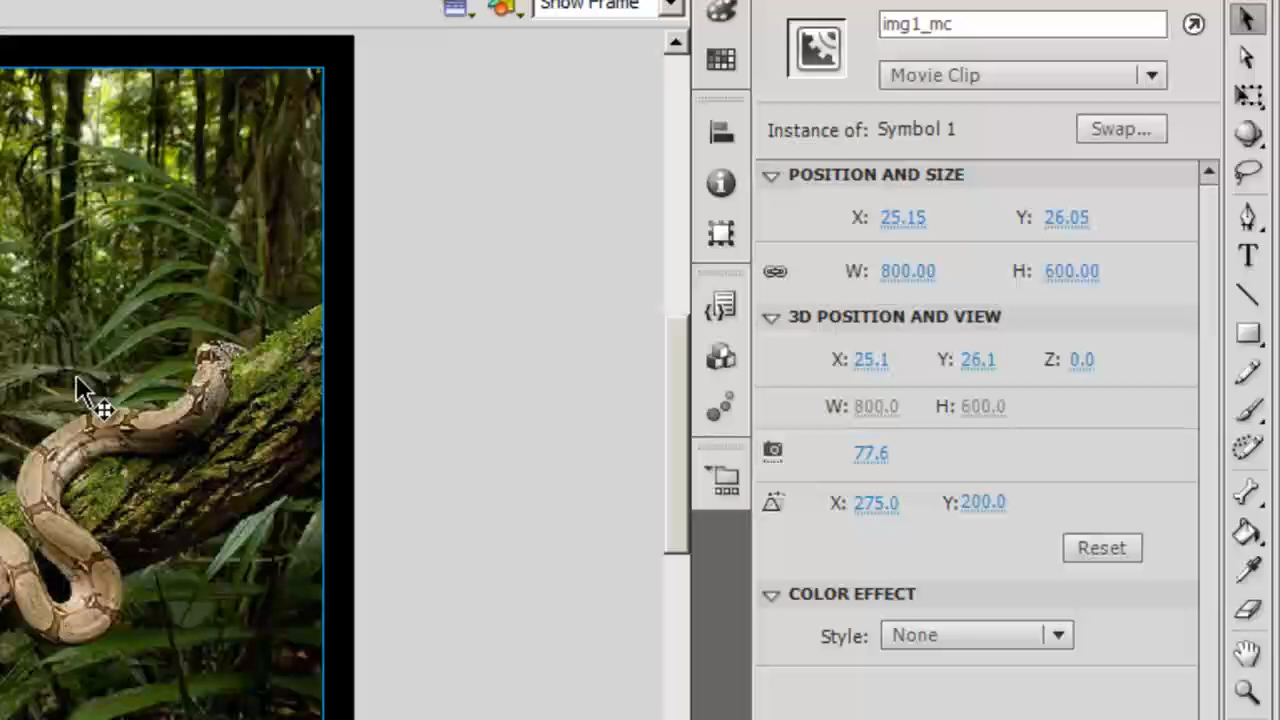 Show Frame
img1_mc
Movie Clip
Instance of: Symbol 1 Swap...
POSITION AND SIZE
X: 25.15 Y: 26.05
W: 800.00 H: 600.00
3D POSITION AND VIEW
X: 25.1 Y: 26.1 Z: 0.0
W: 800.0 H: 600.0
77.6
X: 275.0 Y: 200.0
Reset
COLOR EFFECT
Style: None
T